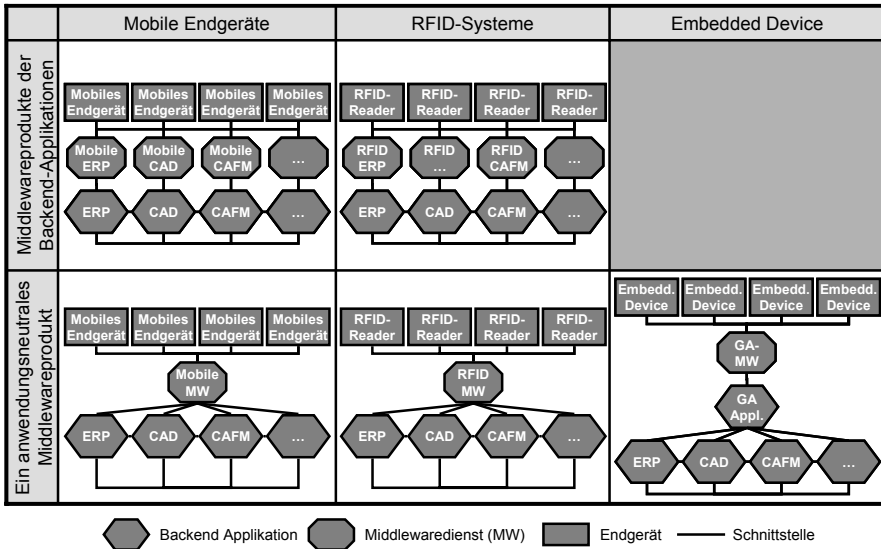 Mobile Endgeräte RFID-Systeme Embedded Device
Middlewareprodukte der
Backend-Applikationen
Mobiles Endgerät Mobiles Endgerät Mobiles Endgerät Mobiles Endgerät
Mobile ERP Mobile CAD Mobile CAFM ...
ERP CAD CAFM ...
RFID-Reader RFID-Reader RFID-Reader RFID-Reader
RFID ERP RFID ... RFID CAFM ...
ERP CAD CAFM ...
Ein anwendungsneutrales
Middlewareprodukt
Mobiles Endgerät Mobiles Endgerät Mobiles Endgerät Mobiles Endgerät
Mobile MW
ERP CAD CAFM ...
RFID-Reader RFID-Reader RFID-Reader RFID-Reader
RFID MW
ERP CAD CAFM ...
Embedd. Device Embedd. Device Embedd. Device Embedd. Device
GA-MW
GA Appl.
ERP CAD CAFM ...
Backend Applikation Middlewaredienst (MW) Endgerät Schnittstelle